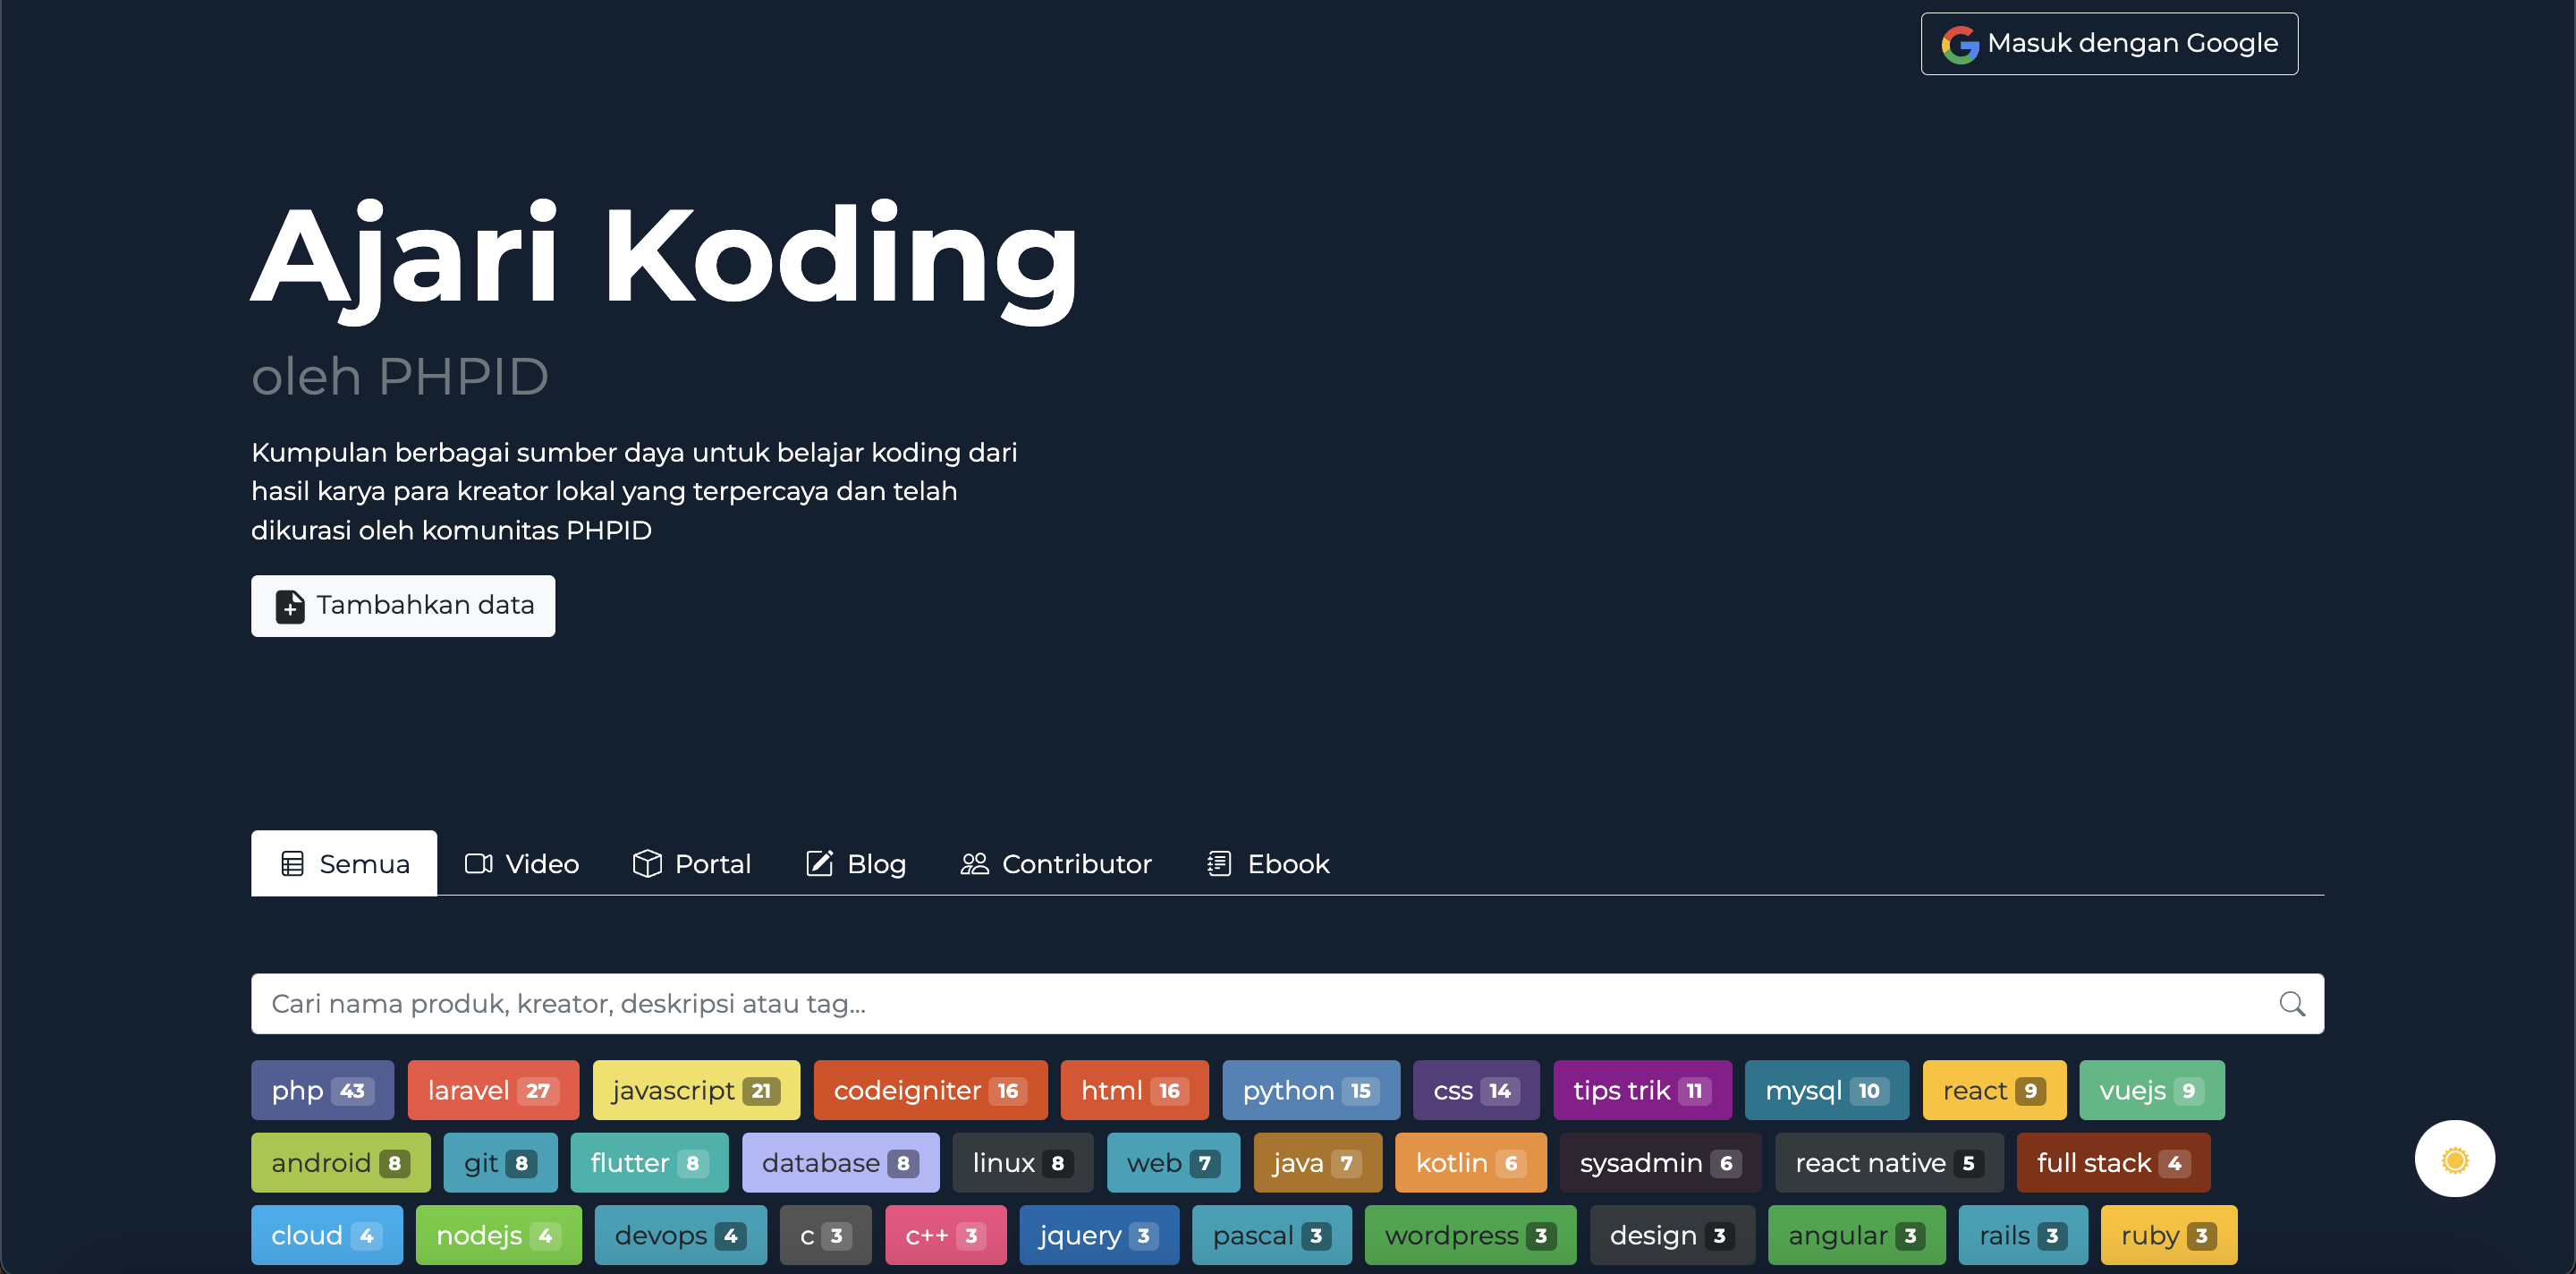 Masuk dengan Google
Ajari Koding
oleh PHPID
Kumpulan berbagai sumber daya untuk belajar koding dari
hasil karya para kreator lokal yang terpercaya dan telah
dikurasi oleh komunitas PHPID
Tambahkan data
Semua Video Portal Blog Contributor Ebook
Cari nama produk, kreator, deskripsi atau tag...
php 43 laravel 27 javascript 21 codeigniter 16 html 16 python 15 css 14 tips trik 11 mysql 10 react 9 vuejs 9
android 8 git 8 flutter 8 database 8 linux 8 web 7 java 7 kotlin 6 sysadmin 6 react native 5 full stack 4
cloud 4 nodejs 4 devops 4 c 3 c++ 3 jquery 3 pascal 3 wordpress 3 design 3 angular 3 rails 3 ruby 3